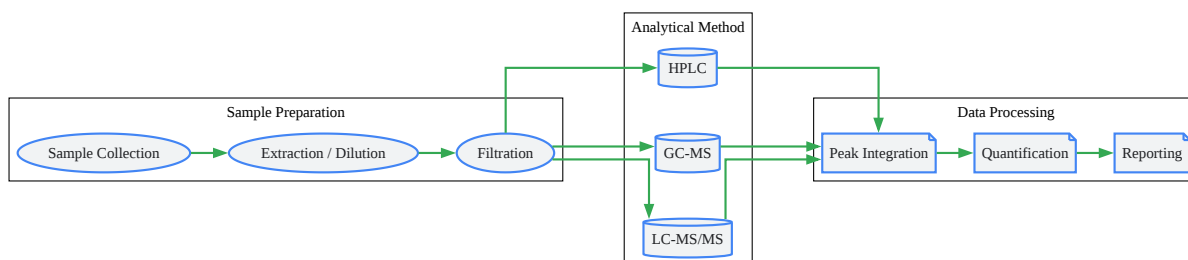 Analytical Method
HPLC
Sample Preparation
Data Processing
Sample Collection
Extraction / Dilution
Filtration
GC-MS
Peak Integration
Quantification
Reporting
LC-MS/MS